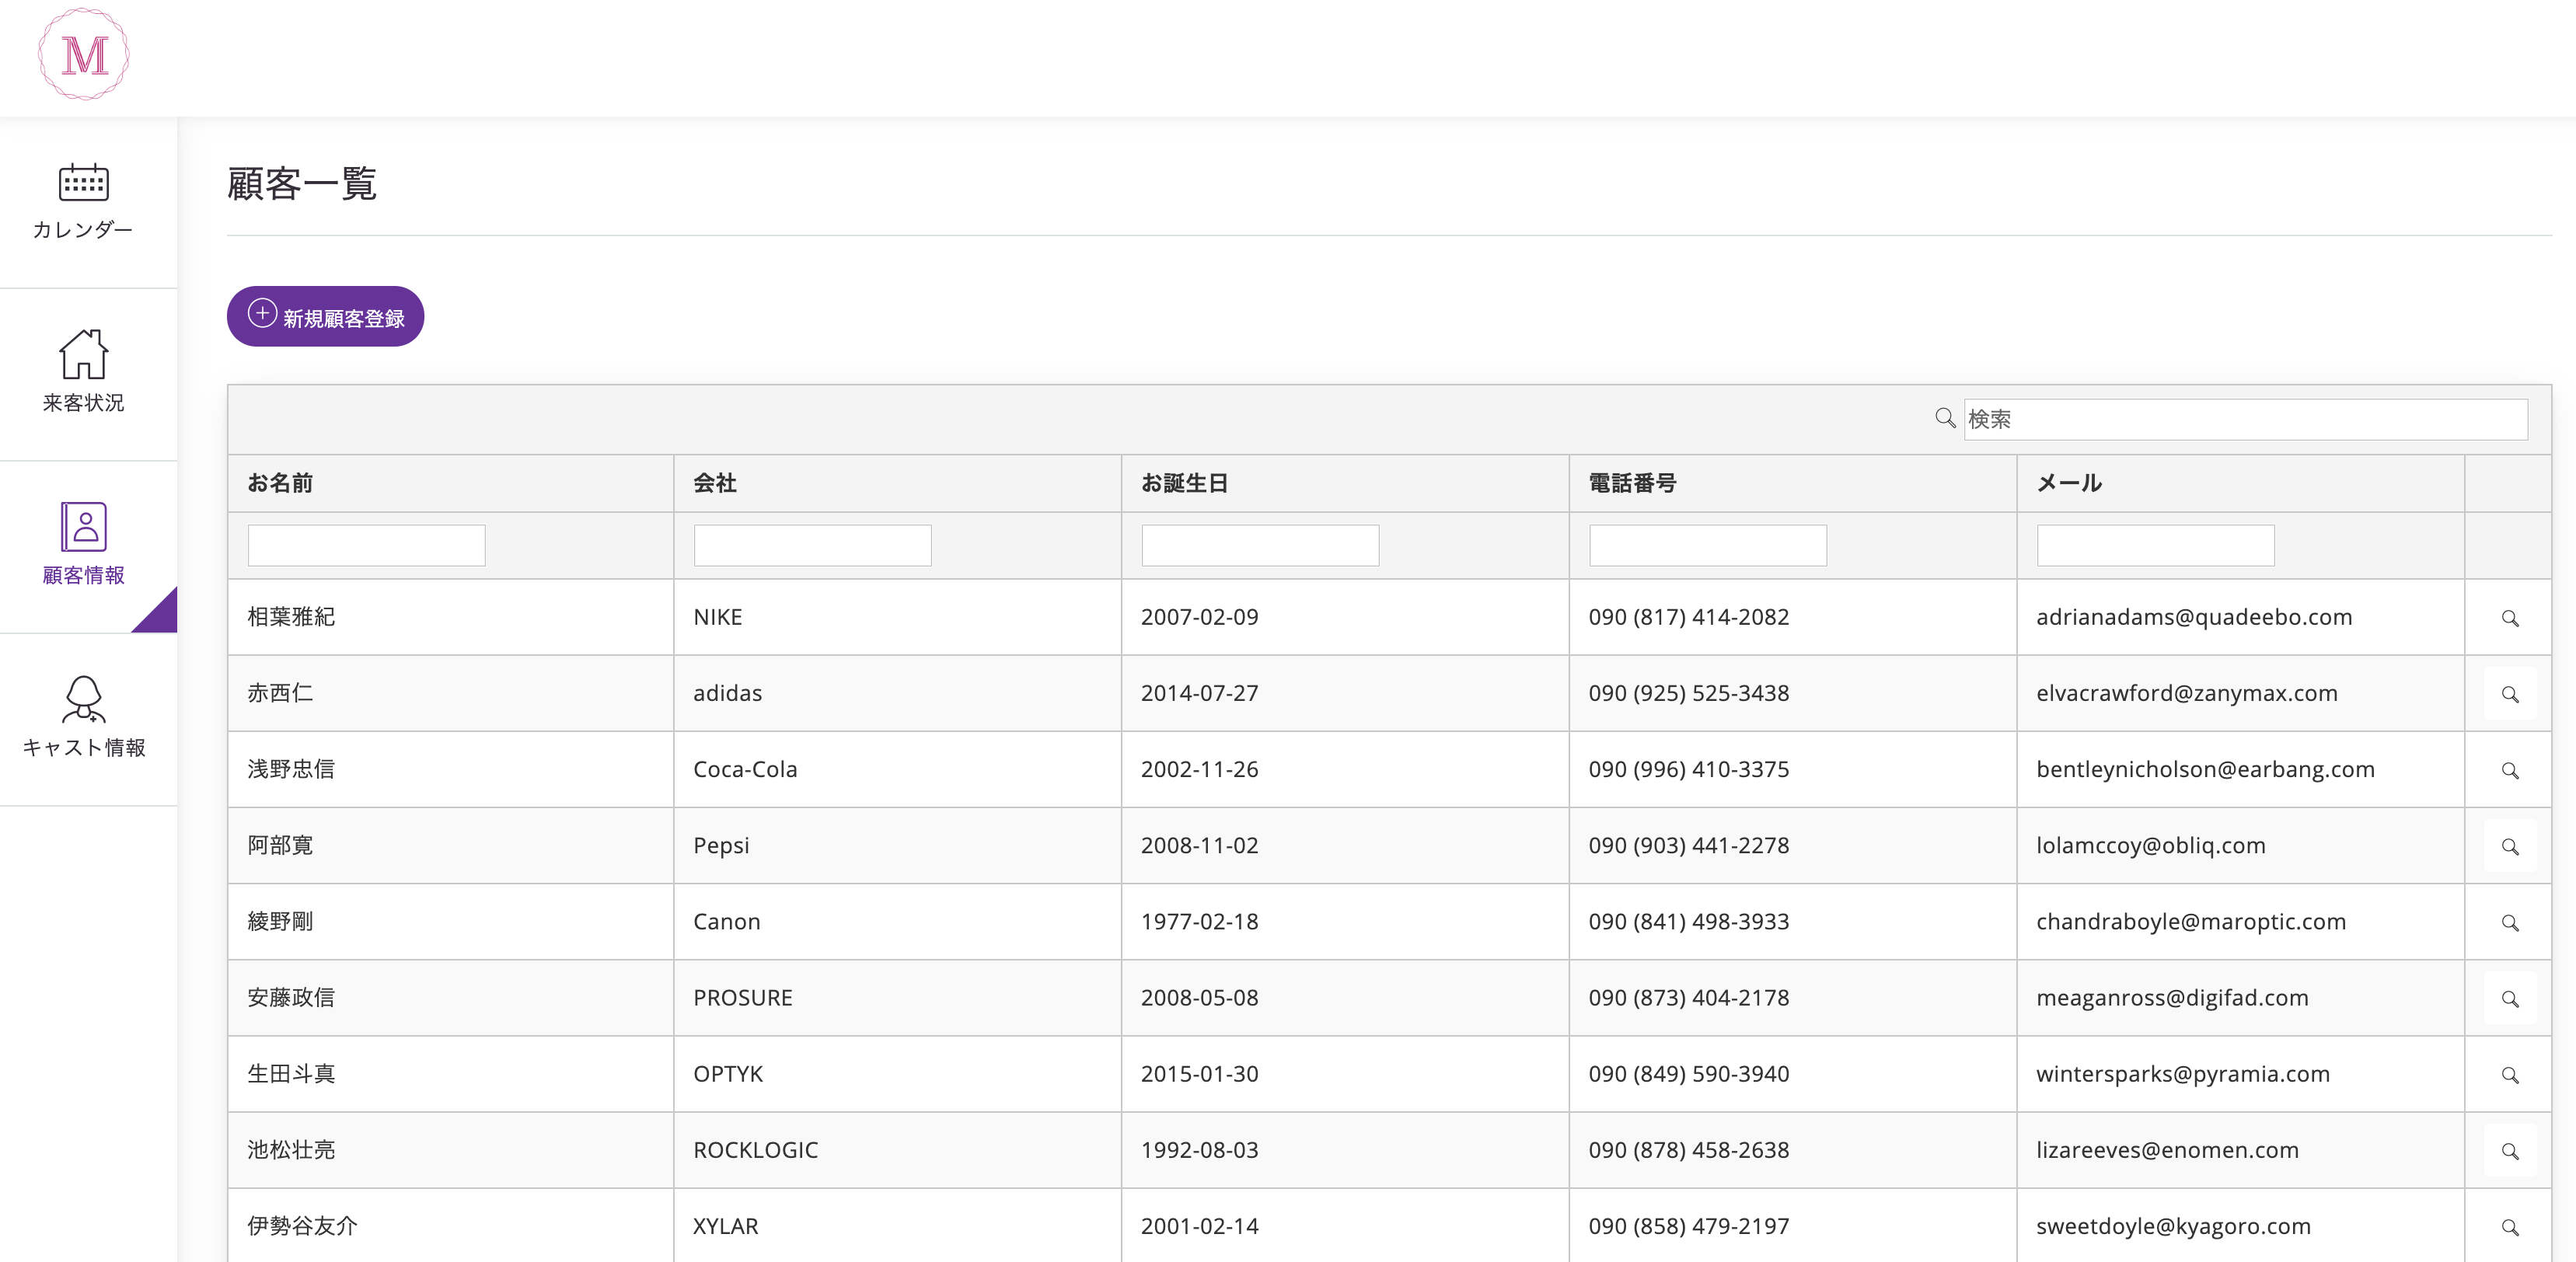 M
顧客一覧
カレンダー
来客状況
顧客情報
キャスト情報
新規顧客登録
検索
お名前 会社 お誕生日 電話番号 メール
相葉雅紀 NIKE 2007-02-09 090 (817) 414-2082 adrianadams@quadeebo.com
赤西仁 adidas 2014-07-27 090 (925) 525-3438 elvacrawford@zanymax.com
浅野忠信 Coca-Cola 2002-11-26 090 (996) 410-3375 bentleynicholson@earbang.com
阿部寛 Pepsi 2008-11-02 090 (903) 441-2278 lolamccoy@obliq.com
綾野剛 Canon 1977-02-18 090 (841) 498-3933 chandraboyle@maroptic.com
安藤政信 PROSURE 2008-05-08 090 (873) 404-2178 meaganross@digifad.com
生田斗真 OPTYK 2015-01-30 090 (849) 590-3940 wintersparks@pyramia.com
池松壮亮 ROCKLOGIC 1992-08-03 090 (878) 458-2638 lizareeves@enomen.com
伊勢谷友介 XYLAR 2001-02-14 090 (858) 479-2197 sweetdoyle@kyagoro.com